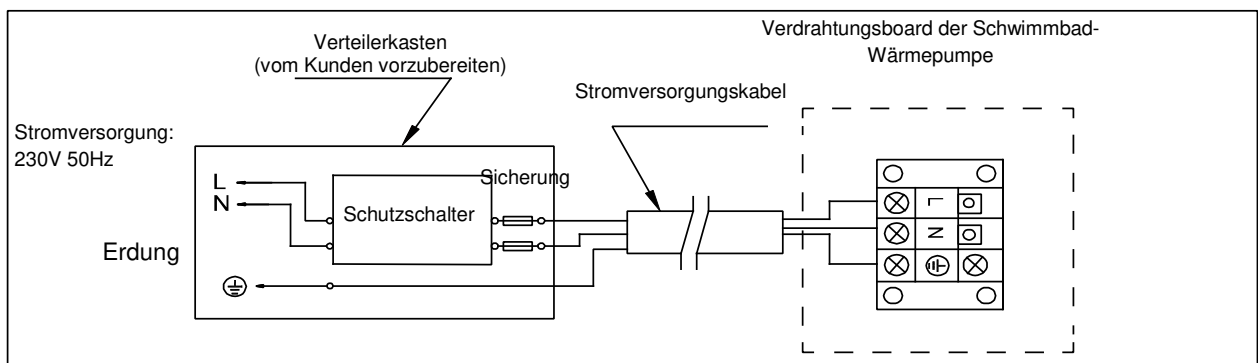 Verteilerkasten
(vom Kunden vorzubereiten)
Verdrahtungsboard der Schwimmbad-
Wärmepumpe
Stromversorgungskabel
Stromversorgung:
230V 50Hz
L
N
Schutzschalter
Sicherung
Erdung
L
N